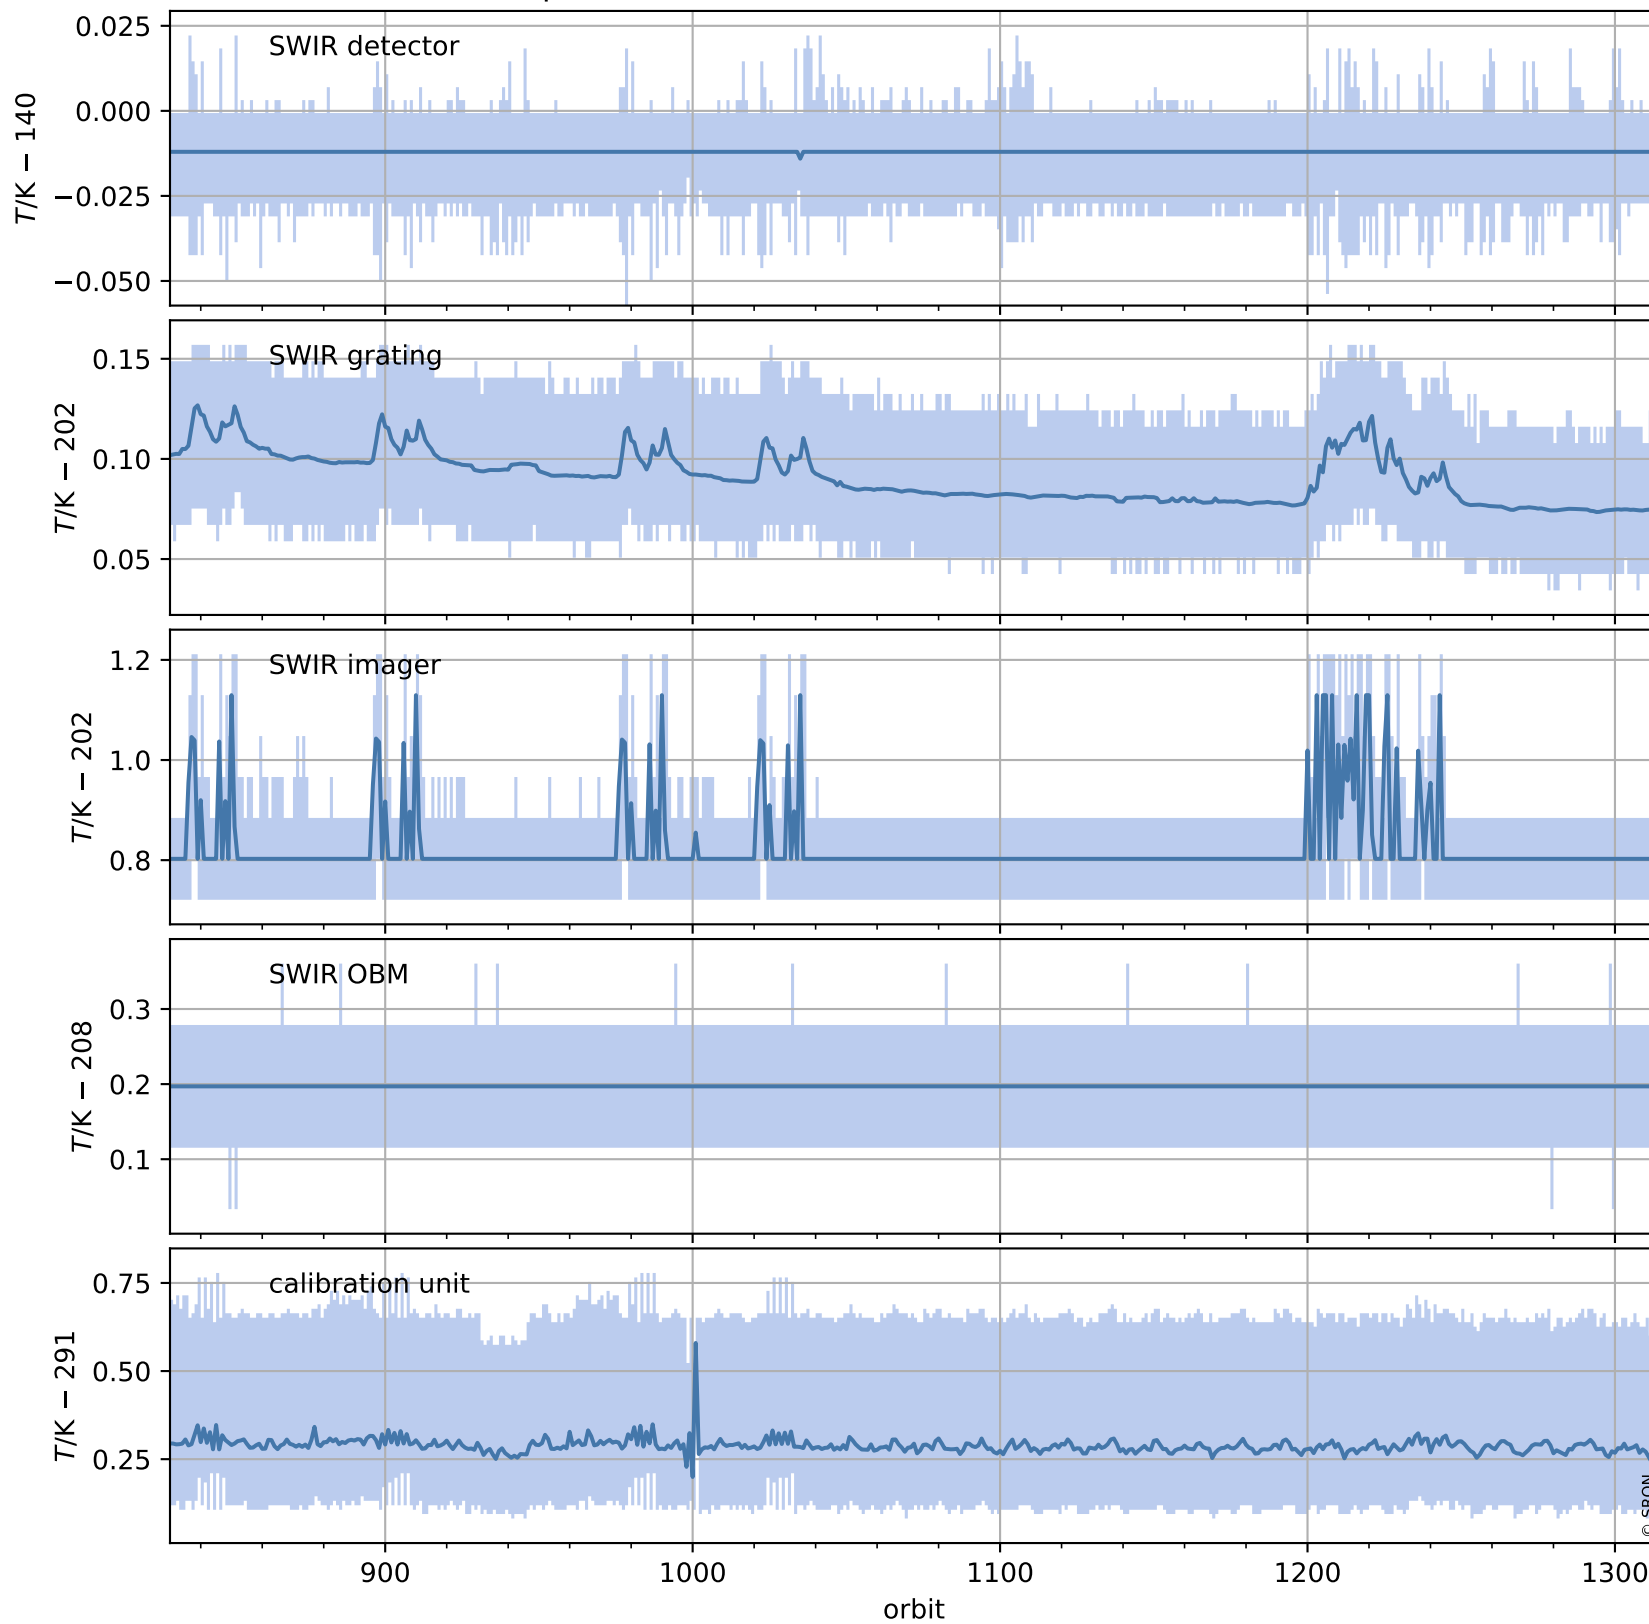 0.025
SWIR detector
0.000
−0.025
−0.050
T/K − 140
0.15
SWIR grating
0.10
0.05
T/K − 202
1.2
SWIR imager
1.0
0.8
T/K − 202
SWIR OBM
0.3
0.2
0.1
T/K − 208
0.75
calibration unit
0.50
0.25
T/K − 291
© SRON
900 1000 1100 1200 1300
orbit